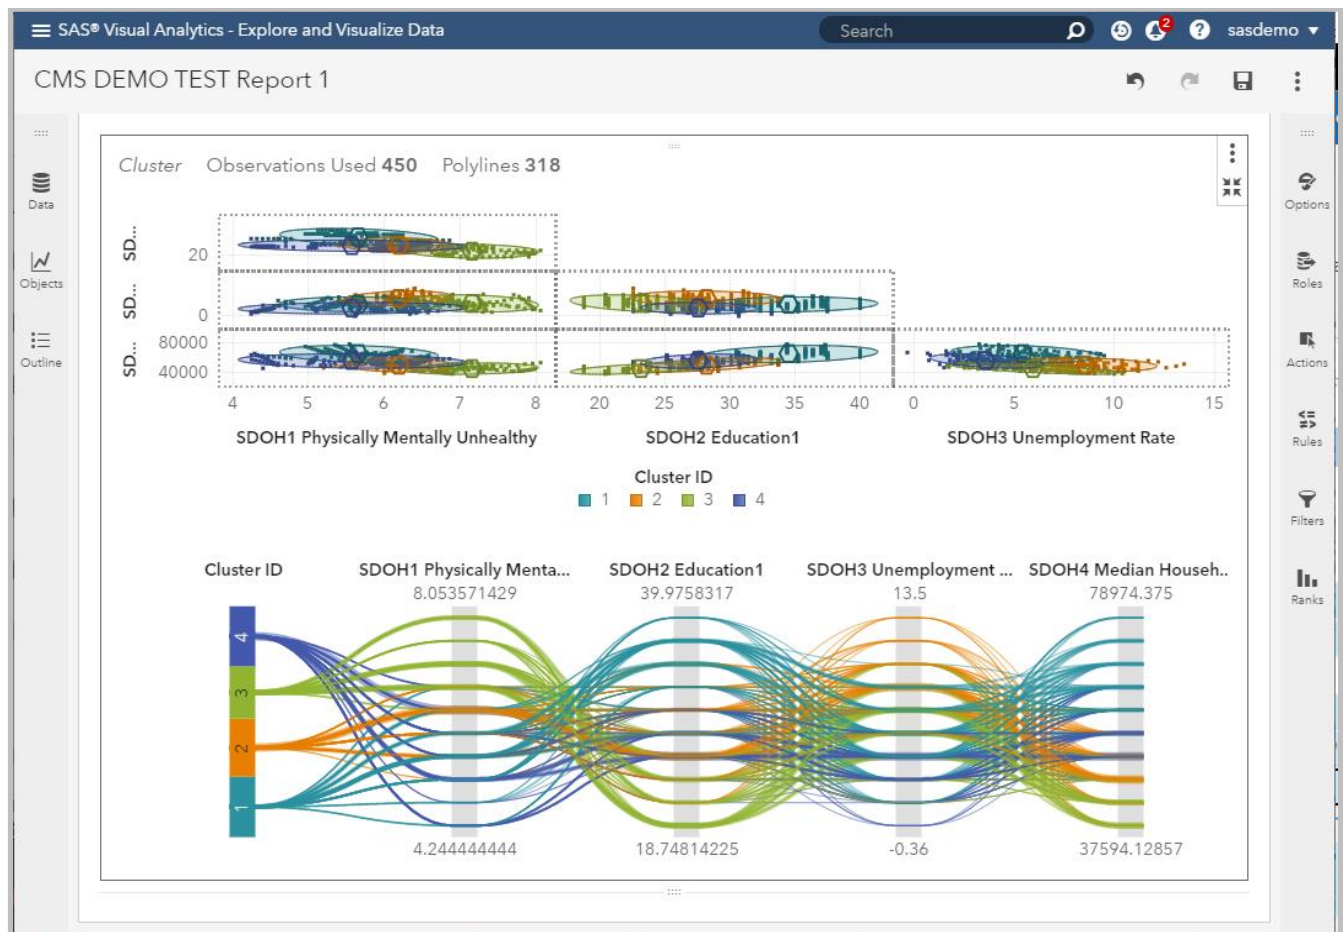 SAS® Visual Analytics - Explore and Visualize Data
Search
2
?
sasdemo
CMS DEMO TEST Report 1
Data
Objects
Outline
Cluster Observations Used 450 Polylines 318
SD...
20
SD...
0
SD...
80000
40000
4 5 6 7 8 20 25 30 35 40 0 5 10 15
SDOH1 Physically Mentally Unhealthy SDOH2 Education1 SDOH3 Unemployment Rate
Cluster ID
1 2 3 4
Cluster ID SDOH1 Physically Menta... SDOH2 Education1 SDOH3 Unemployment ... SDOH4 Median Househ..
8.053571429 39.9758317 13.5 78974.375
4
3
2
1
4.244444444 18.74814225 -0.36 37594.12857
Options
Roles
Actions
Rules
Filters
Ranks